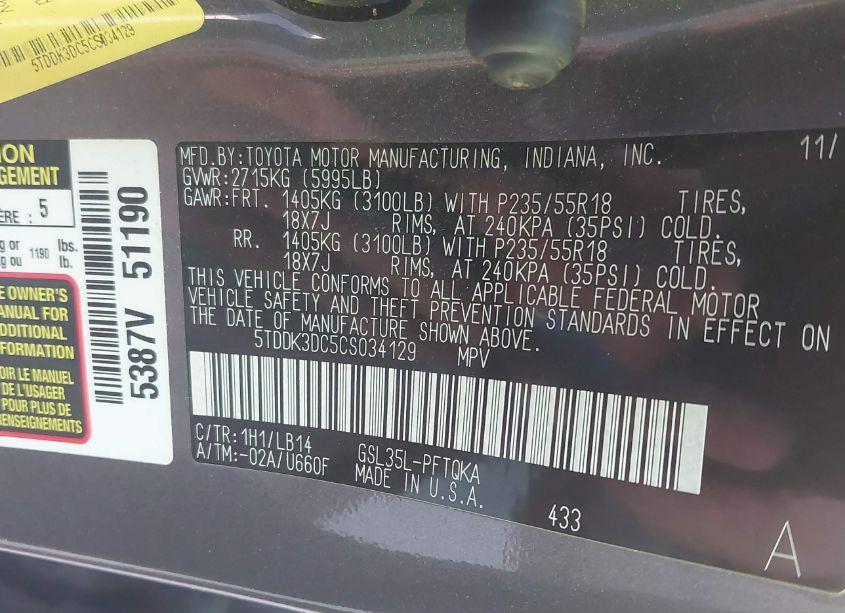 5TDDK3DC5CS034129
ION
GEMENT
ÈRE : 5
g or 1190 lbs.
g ou lb.
E OWNER'S
ANUAL FOR
DDITIONAL
FORMATION
OIR LE MANUEL
DE L'USAGER
POUR PLUS DE
RENSEIGNEMENTS
5387V 51190
MFD.BY:TOYOTA MOTOR MANUFACTURING, INDIANA, INC. 11/
GVWR:2715KG (5995LB)
GAWR:FRT. 1405KG (3100LB) WITH P235/55R18 TIRES,
18X7J RIMS, AT 240KPA (35PSI) COLD.
RR. 1405KG (3100LB) WITH P235/55R18 TIRES,
18X7J RIMS, AT 240KPA (35PSI) COLD.
THIS VEHICLE CONFORMS TO ALL APPLICABLE FEDERAL MOTOR
VEHICLE SAFETY AND THEFT PREVENTION STANDARDS IN EFFECT ON
THE DATE OF MANUFACTURE SHOWN ABOVE.
5TDDK3DC5CS034129 MPV
C/TR:1H1/LB14 GSL35L-PFTQKA
A/TM:-02A/U660F MADE IN U.S.A.
433
A